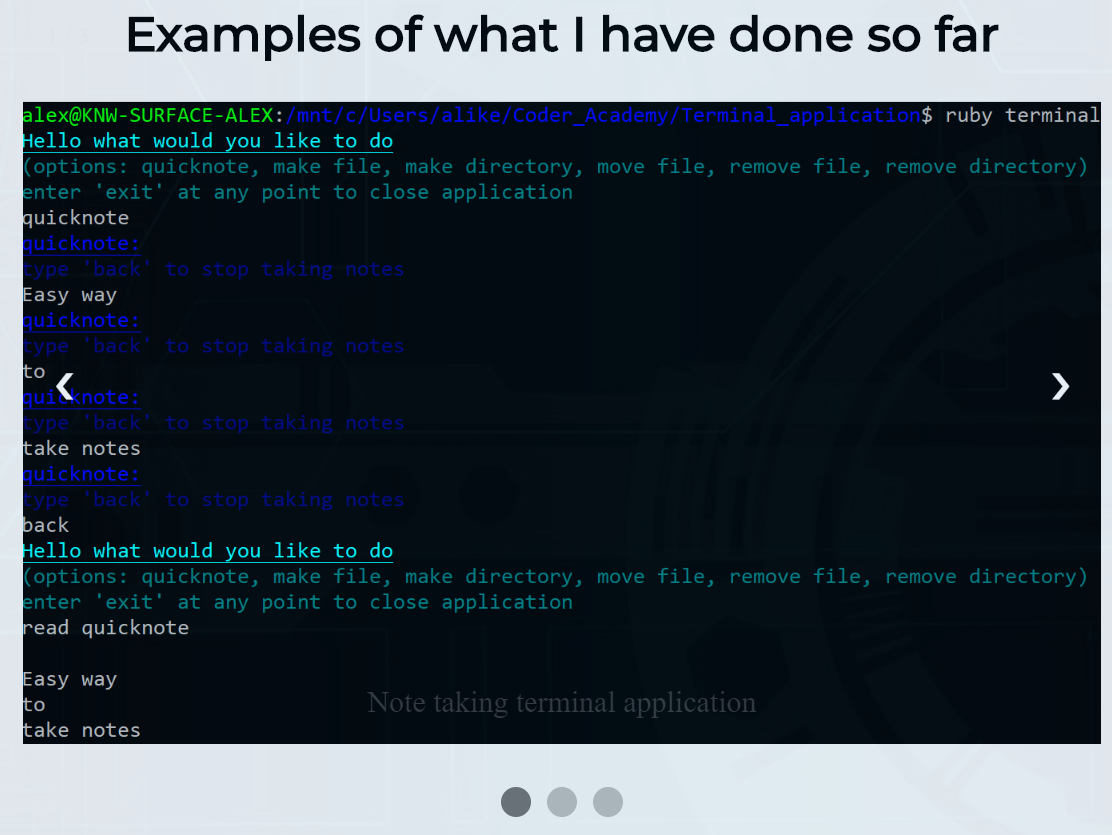 Examples of what I have done so far
alex@KNW-SURFACE-ALEX:/mnt/c/Users/alike/Coder_Academy/Terminal_application$ ruby terminal
Hello what would you like to do
(options: quicknote, make file, make directory, move file, remove file, remove directory)
enter 'exit' at any point to close application
quicknote
quicknote:
type 'back' to stop taking notes
Easy way
quicknote:
type 'back' to stop taking notes
to
quicknote:
type 'back' to stop taking notes
take notes
quicknote:
type 'back' to stop taking notes
back
Hello what would you like to do
(options: quicknote, make file, make directory, move file, remove file, remove directory)
enter 'exit' at any point to close application
read quicknote
Easy way
to
take notes
Note taking terminal application